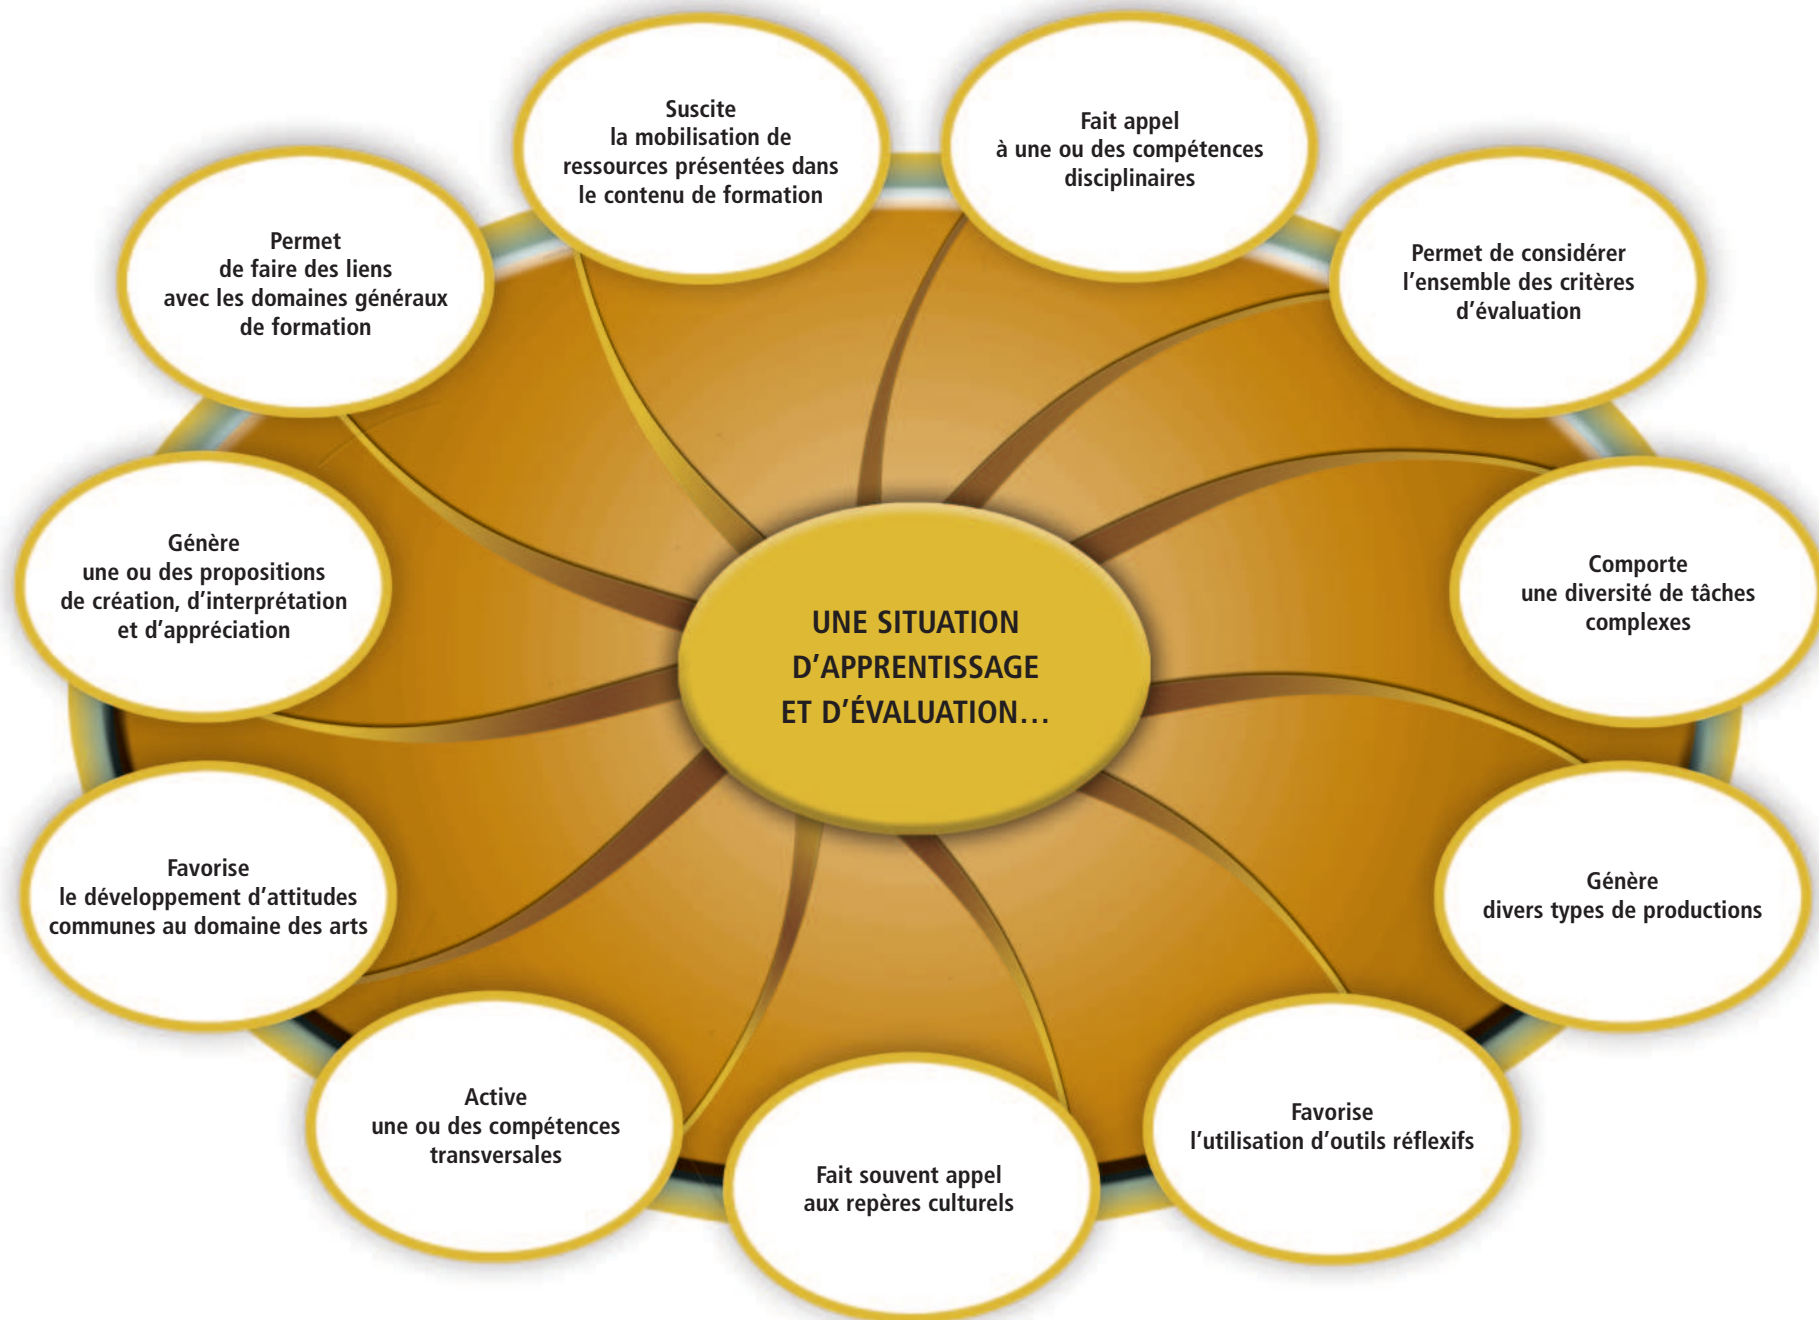 Suscite
la mobilisation de
ressources présentées dans
le contenu de formation
Fait appel
à une ou des compétences
disciplinaires
Permet
de faire des liens
avec les domaines généraux
de formation
Permet de considérer
l’ensemble des critères
d’évaluation
Génère
une ou des propositions
de création, d’interprétation
et d’appréciation
UNE SITUATION
D’APPRENTISSAGE
ET D’ÉVALUATION…
Comporte
une diversité de tâches
complexes
Favorise
le développement d’attitudes
communes au domaine des arts
Génère
divers types de productions
Active
une ou des compétences
transversales
Fait souvent appel
aux repères culturels
Favorise
l’utilisation d’outils réflexifs